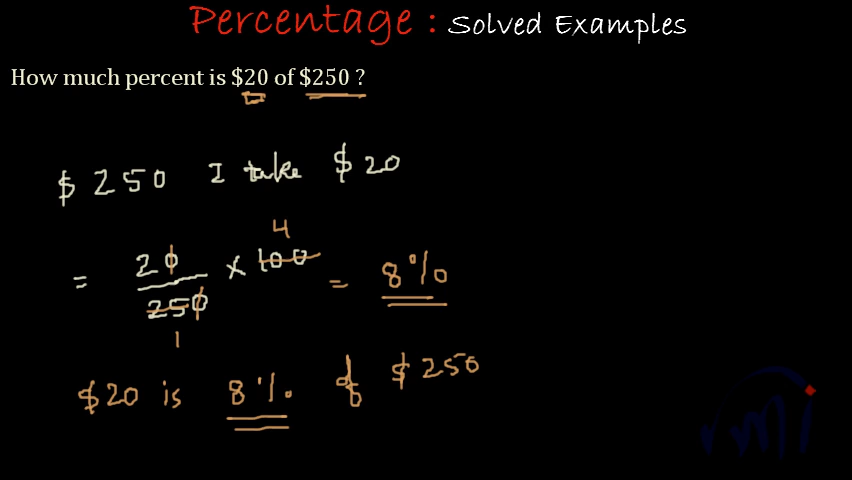 Percentage : Solved Examples
How much percent is $20 of $250 ?
$ 250 I take $ 20
4
= 20/250 × 100 = 8%
1
$20 is 8% of $250
rmi